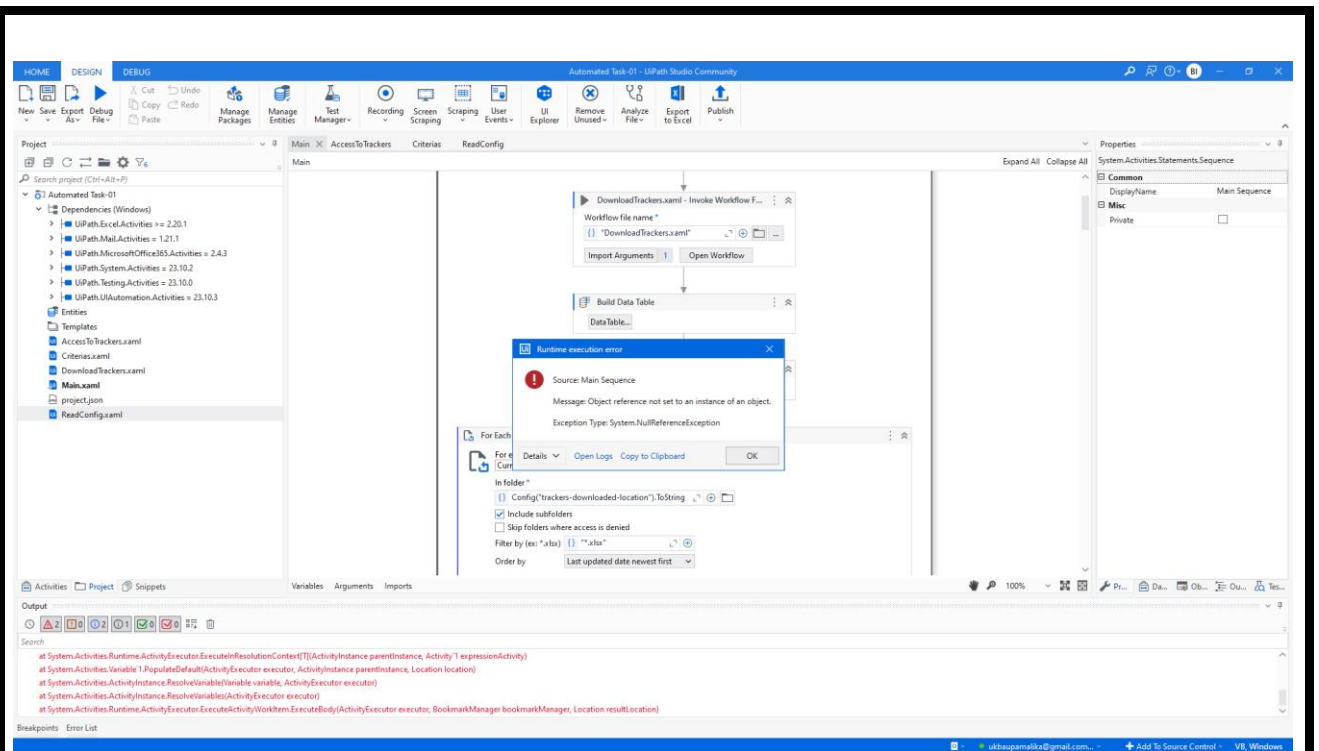 HOME DESIGN DEBUG
Automated Task-01 - UiPath Studio Community
BI
New Save Export As Debug File
Cut Undo
Copy Redo
Paste
Manage Packages
Manage Entities
Test Manager
Recording
Screen Scraping
Scraping
User Events
UI Explorer
Remove Unused
Analyze File
Export to Excel
Publish
Project
Search project (Ctrl+Alt+P)
Automated Task-01
Dependencies (Windows)
UiPath.Excel.Activities >= 2.20.1
UiPath.Mail.Activities = 1.21.1
UiPath.MicrosoftOffice365.Activities = 2.4.3
UiPath.System.Activities = 23.10.2
UiPath.Testing.Activities = 23.10.0
UiPath.UIAutomation.Activities = 23.10.3
Entities
Templates
AccessToTrackers.xaml
Criterias.xaml
DownloadTrackers.xaml
Main.xaml
project.json
ReadConfig.xaml
Activities Project Snippets
Main AccessToTrackers Criterias ReadConfig
Main Expand All Collapse All
DownloadTrackers.xaml - Invoke Workflow F...
Workflow file name *
"DownloadTrackers.xaml" ...
Import Arguments 1 Open Workflow
Build Data Table
DataTable...
Ui Runtime execution error
Source: Main Sequence
Message: Object reference not set to an instance of an object.
Exception Type: System.NullReferenceException
Details Open Logs Copy to Clipboard OK
For Each
For e
Curr
In folder *
Config("trackers-downloaded-location").ToString
Include subfolders
Skip folders where access is denied
Filter by (ex: *.xlsx) "*.xlsx"
Order by Last updated date newest first
Variables Arguments Imports
100%
Properties
System.Activities.Statements.Sequence
Common
DisplayName Main Sequence
Misc
Private
Pr... Da... Ob... Ou... Tes...
Output
2 0 2 1 0 0
Search
at System.Activities.Runtime.ActivityExecutor.ExecuteInResolutionContext[T](ActivityInstance parentInstance, Activity`1 expressionActivity)
at System.Activities.Variable`1.PopulateDefault(ActivityExecutor executor, ActivityInstance parentInstance, Location location)
at System.Activities.ActivityInstance.ResolveVariable(Variable variable, ActivityExecutor executor)
at System.Activities.ActivityInstance.ResolveVariables(ActivityExecutor executor)
at System.Activities.Runtime.ActivityExecutor.ExecuteActivityWorkItem.ExecuteBody(ActivityExecutor executor, BookmarkManager bookmarkManager, Location resultLocation)
Breakpoints Error List
ukbaupamalika@gmail.com... Add To Source Control VB, Windows